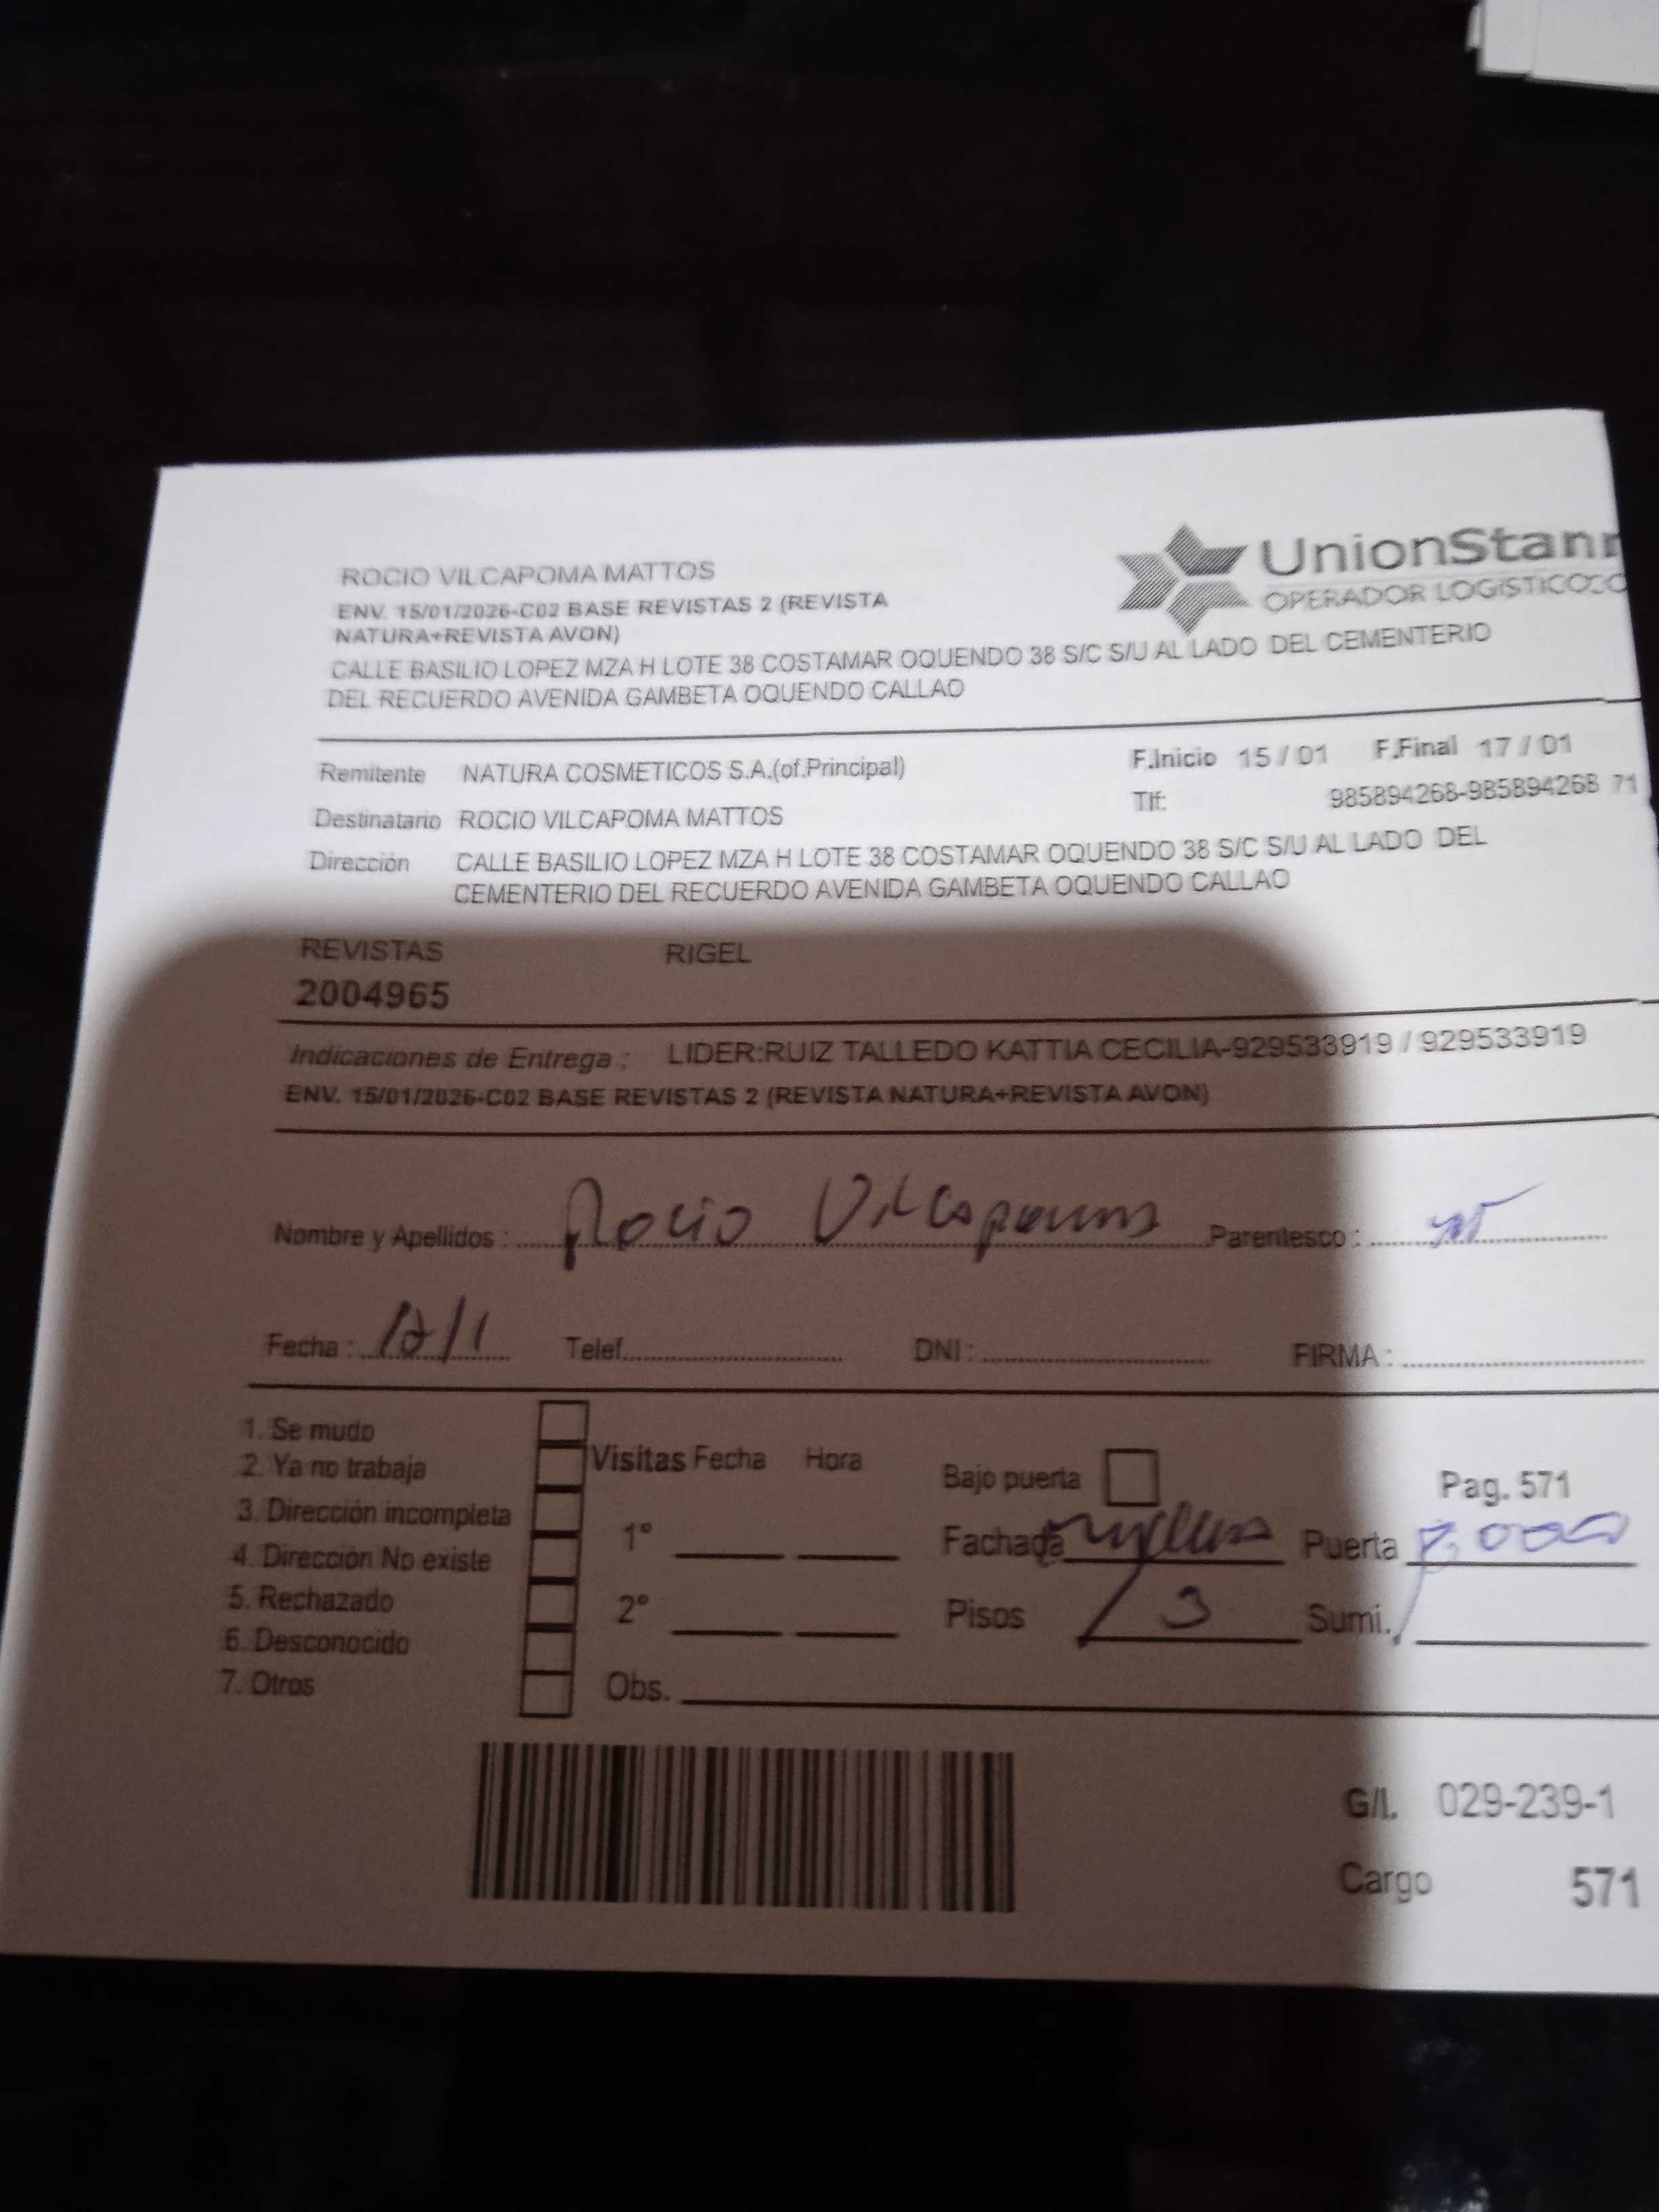 ROCIO VILCAPOMA MATTOS
UnionStann
OPERADOR LOGISTICO
ENV. 15/01/2026-C02 BASE REVISTAS 2 (REVISTA
NATURA+REVISTA AVON)
CALLE BASILIO LOPEZ MZA H LOTE 38 COSTAMAR OQUENDO 38 S/C S/U AL LADO DEL CEMENTERIO
DEL RECUERDO AVENIDA GAMBETA OQUENDO CALLAO
Remitente NATURA COSMETICOS S.A.(of.Principal) F.Inicio 15 / 01 F.Final 17 / 01
Tlf: 985894268-985894268 71
Destinatario ROCIO VILCAPOMA MATTOS
Dirección CALLE BASILIO LOPEZ MZA H LOTE 38 COSTAMAR OQUENDO 38 S/C S/U AL LADO DEL
CEMENTERIO DEL RECUERDO AVENIDA GAMBETA OQUENDO CALLAO
REVISTAS RIGEL
2004965
Indicaciones de Entrega : LIDER:RUIZ TALLEDO KATTIA CECILIA-929533919 / 929533919
ENV. 15/01/2026-C02 BASE REVISTAS 2 (REVISTA NATURA+REVISTA AVON)
Nombre y Apellidos : Rocio Vilcapoma Parentesco :
Fecha : Telef. DNI : FIRMA :
1. Se mudo
2. Ya no trabaja
3. Dirección incompleta
4. Dirección No existe
5. Rechazado
6. Desconocido
7. Otros
Visitas Fecha Hora
1°
2°
Obs.
Bajo puerta
Pag. 571
Fachada Puerta
Pisos 3 Sumi.
G/I. 029-239-1
Cargo 571